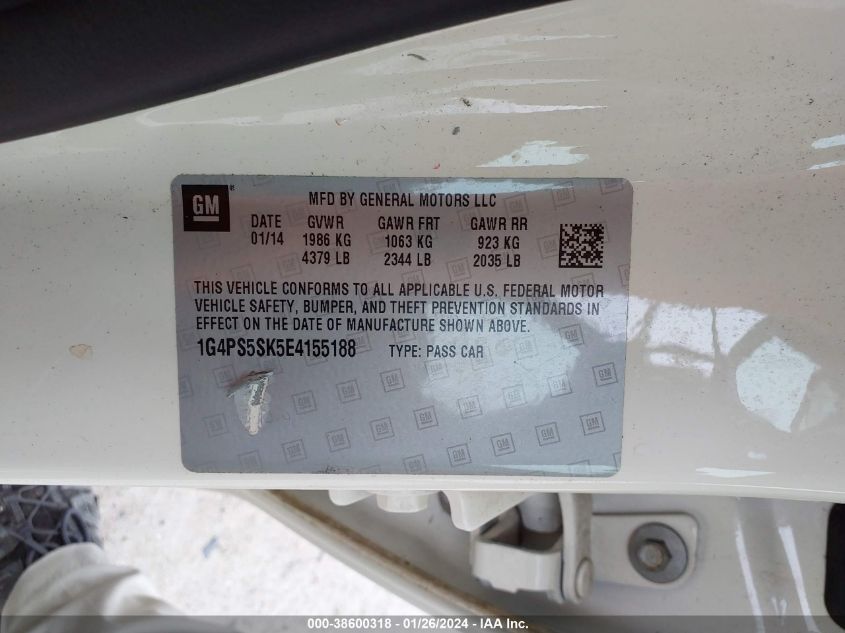 GM
MFD BY GENERAL MOTORS LLC
DATE GVWR GAWR FRT GAWR RR
01/14 1986 KG 1063 KG 923 KG
4379 LB 2344 LB 2035 LB
THIS VEHICLE CONFORMS TO ALL APPLICABLE U.S. FEDERAL MOTOR
VEHICLE SAFETY, BUMPER, AND THEFT PREVENTION STANDARDS IN
EFFECT ON THE DATE OF MANUFACTURE SHOWN ABOVE.
1G4PS5SK5E4155188 TYPE: PASS CAR
000-38600318 - 01/26/2024 - IAA Inc.